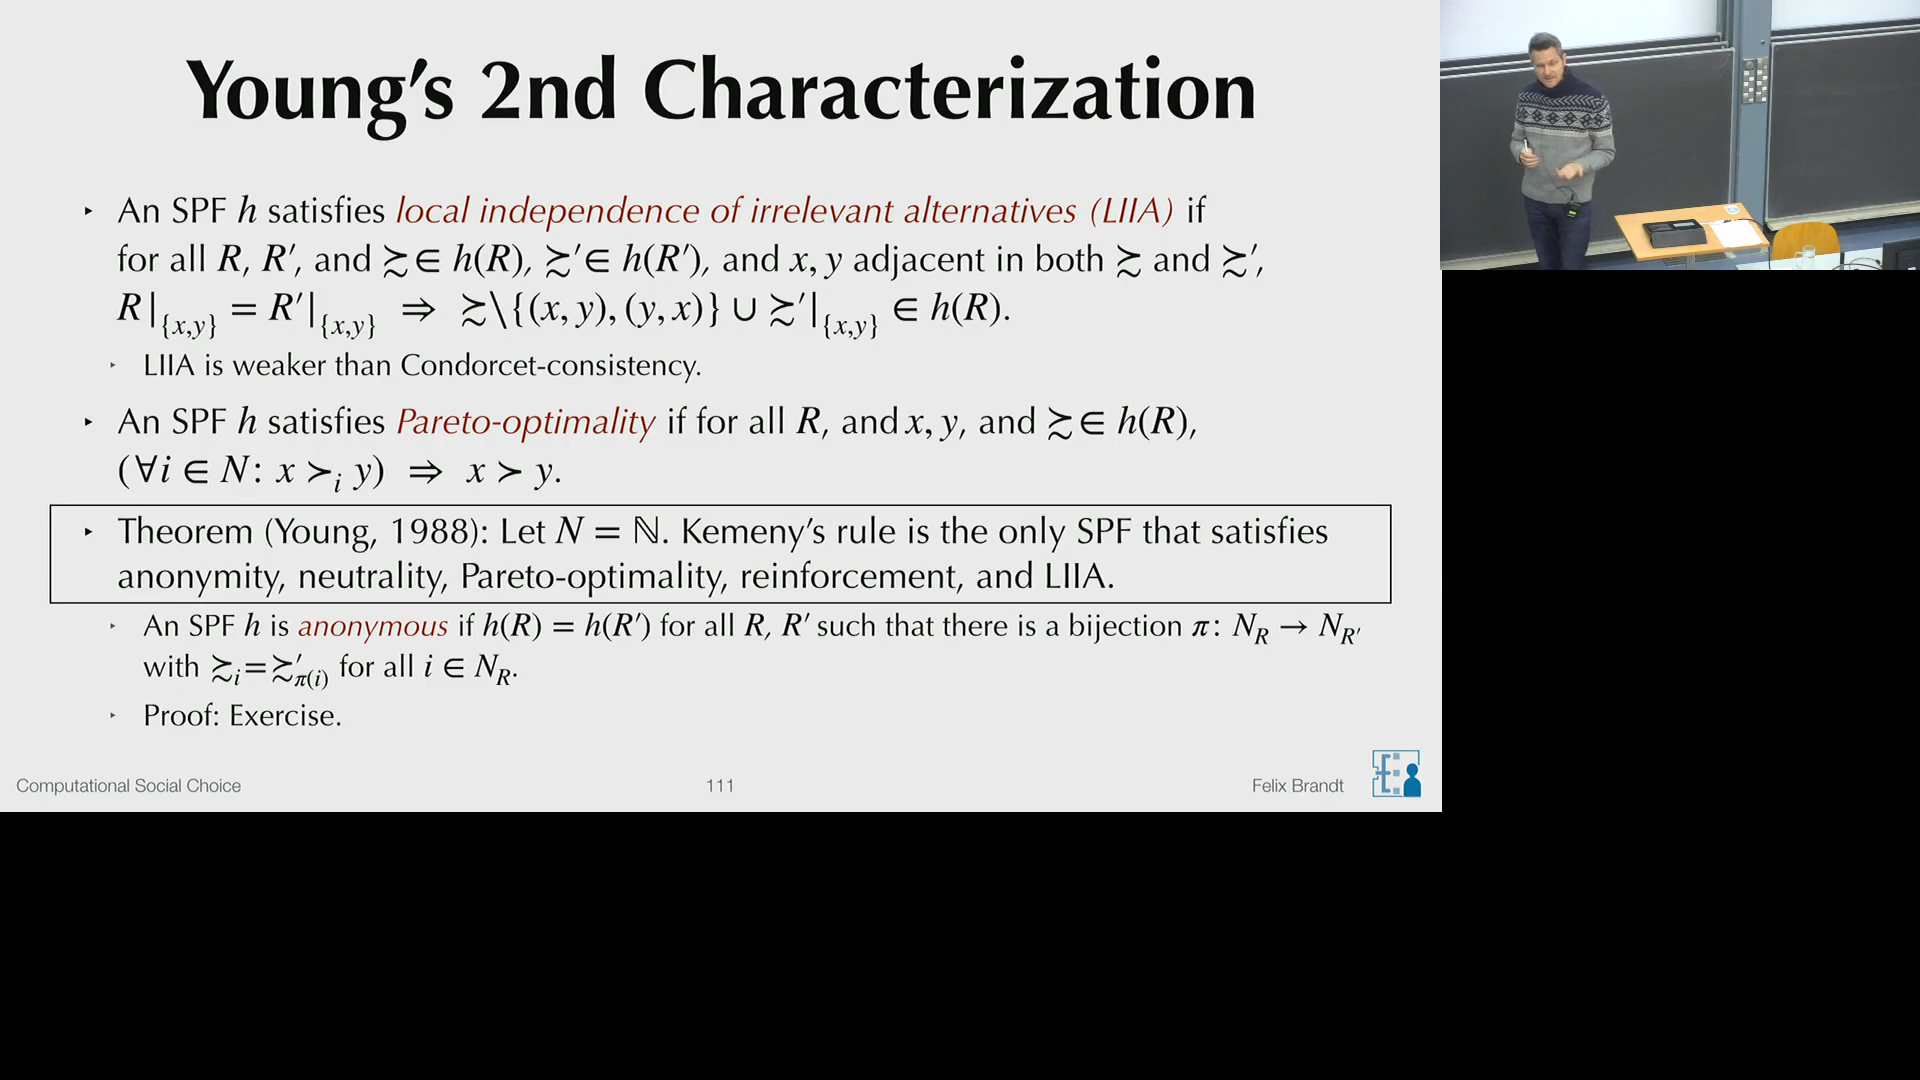 Young's 2nd Characterization
‣ An SPF h satisfies local independence of irrelevant alternatives (LIIA) if
for all R, R′, and ≿ ∈ h(R), ≿′ ∈ h(R′), and x, y adjacent in both ≿ and ≿′,
R|{x,y} = R′|{x,y} ⇒ ≿\{(x, y), (y, x)} ∪ ≿′|{x,y} ∈ h(R).
‣ LIIA is weaker than Condorcet-consistency.
‣ An SPF h satisfies Pareto-optimality if for all R, and x, y, and ≿ ∈ h(R),
(∀i ∈ N: x ≻i y) ⇒ x ≻ y.
‣ Theorem (Young, 1988): Let N = ℕ. Kemeny's rule is the only SPF that satisfies
anonymity, neutrality, Pareto-optimality, reinforcement, and LIIA.
‣ An SPF h is anonymous if h(R) = h(R′) for all R, R′ such that there is a bijection π: N_R → N_R′
with ≿i = ≿′π(i) for all i ∈ N_R.
‣ Proof: Exercise.
Computational Social Choice 111 Felix Brandt